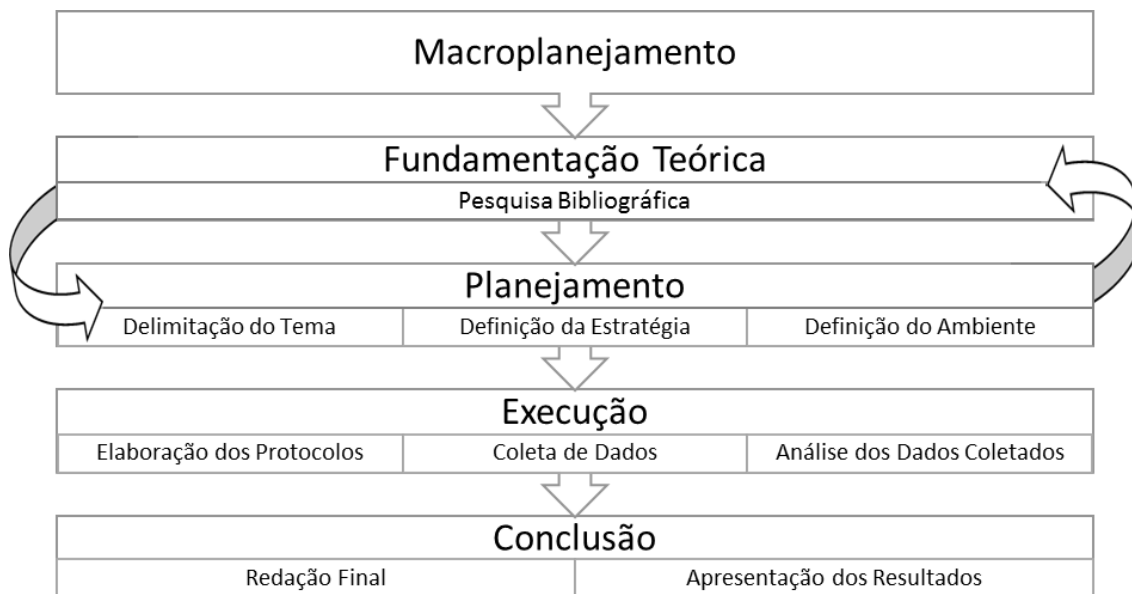 Macroplanejamento
Fundamentação Teórica
Pesquisa Bibliográfica
Planejamento
Delimitação do Tema Definição da Estratégia Definição do Ambiente
Execução
Elaboração dos Protocolos Coleta de Dados Análise dos Dados Coletados
Conclusão
Redação Final Apresentação dos Resultados